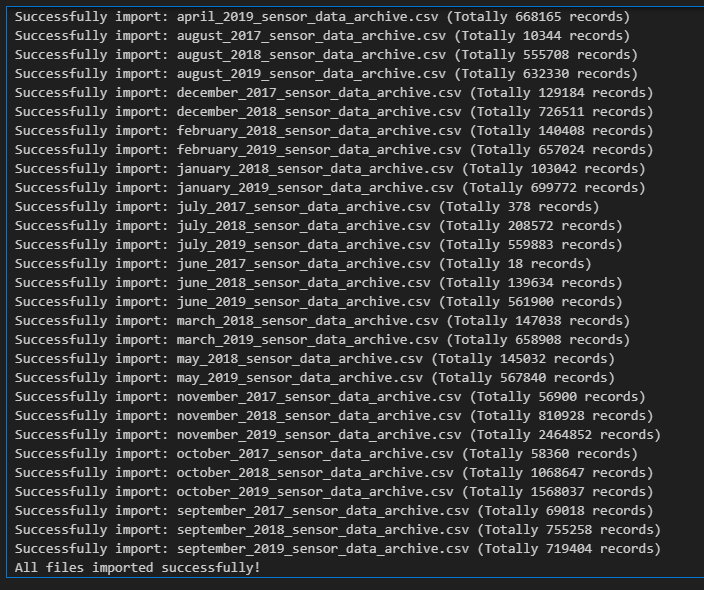 Successfully import: april_2019_sensor_data_archive.csv (Totally 668165 records)
Successfully import: august_2017_sensor_data_archive.csv (Totally 10344 records)
Successfully import: august_2018_sensor_data_archive.csv (Totally 555708 records)
Successfully import: august_2019_sensor_data_archive.csv (Totally 632330 records)
Successfully import: december_2017_sensor_data_archive.csv (Totally 129184 records)
Successfully import: december_2018_sensor_data_archive.csv (Totally 726511 records)
Successfully import: february_2018_sensor_data_archive.csv (Totally 140408 records)
Successfully import: february_2019_sensor_data_archive.csv (Totally 657024 records)
Successfully import: january_2018_sensor_data_archive.csv (Totally 103042 records)
Successfully import: january_2019_sensor_data_archive.csv (Totally 699772 records)
Successfully import: july_2017_sensor_data_archive.csv (Totally 378 records)
Successfully import: july_2018_sensor_data_archive.csv (Totally 208572 records)
Successfully import: july_2019_sensor_data_archive.csv (Totally 559883 records)
Successfully import: june_2017_sensor_data_archive.csv (Totally 18 records)
Successfully import: june_2018_sensor_data_archive.csv (Totally 139634 records)
Successfully import: june_2019_sensor_data_archive.csv (Totally 561900 records)
Successfully import: march_2018_sensor_data_archive.csv (Totally 147038 records)
Successfully import: march_2019_sensor_data_archive.csv (Totally 658908 records)
Successfully import: may_2018_sensor_data_archive.csv (Totally 145032 records)
Successfully import: may_2019_sensor_data_archive.csv (Totally 567840 records)
Successfully import: november_2017_sensor_data_archive.csv (Totally 56900 records)
Successfully import: november_2018_sensor_data_archive.csv (Totally 810928 records)
Successfully import: november_2019_sensor_data_archive.csv (Totally 2464852 records)
Successfully import: october_2017_sensor_data_archive.csv (Totally 58360 records)
Successfully import: october_2018_sensor_data_archive.csv (Totally 1068647 records)
Successfully import: october_2019_sensor_data_archive.csv (Totally 1568037 records)
Successfully import: september_2017_sensor_data_archive.csv (Totally 69018 records)
Successfully import: september_2018_sensor_data_archive.csv (Totally 755258 records)
Successfully import: september_2019_sensor_data_archive.csv (Totally 719404 records)
All files imported successfully!